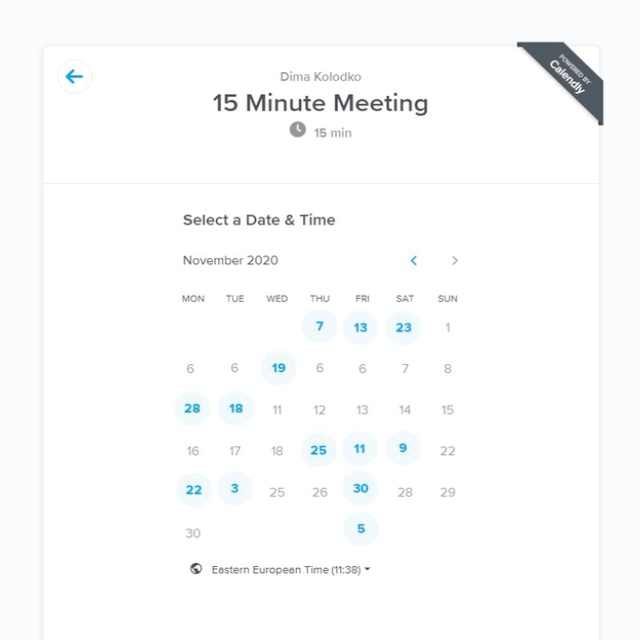 Dima Kolodko
15 Minute Meeting
15 min
POWERED BY
Calendly
Select a Date & Time
November 2020
MON TUE WED THU FRI SAT SUN
7 13 23 1
6 6 19 6 6 7 8
28 18 11 12 13 14 15
16 17 18 25 11 9 22
22 3 25 26 30 28 29
30 5
Eastern European Time (11:38)